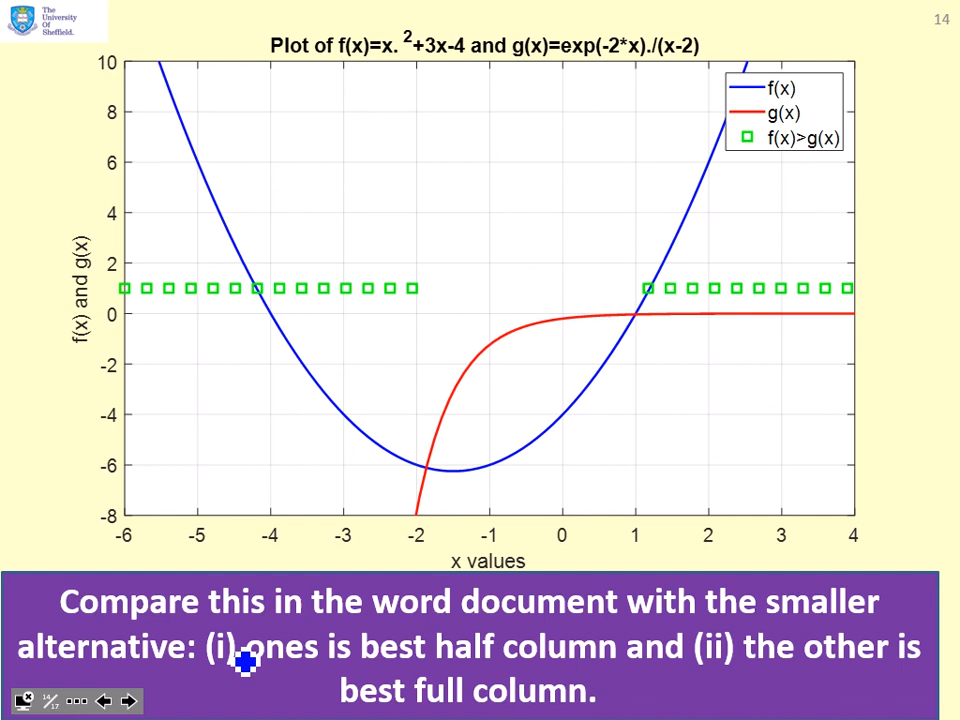 The
University
Of
Sheffield.
14
Plot of f(x)=x. 2+3x-4 and g(x)=exp(-2*x)./(x-2)
f(x)
g(x)
f(x)>g(x)
10
8
6
4
2
0
-2
-4
-6
-8
f(x) and g(x)
-6 -5 -4 -3 -2 -1 0 1 2 3 4
x values
Compare this in the word document with the smaller
alternative: (i) ones is best half column and (ii) the other is
best full column.
14/17